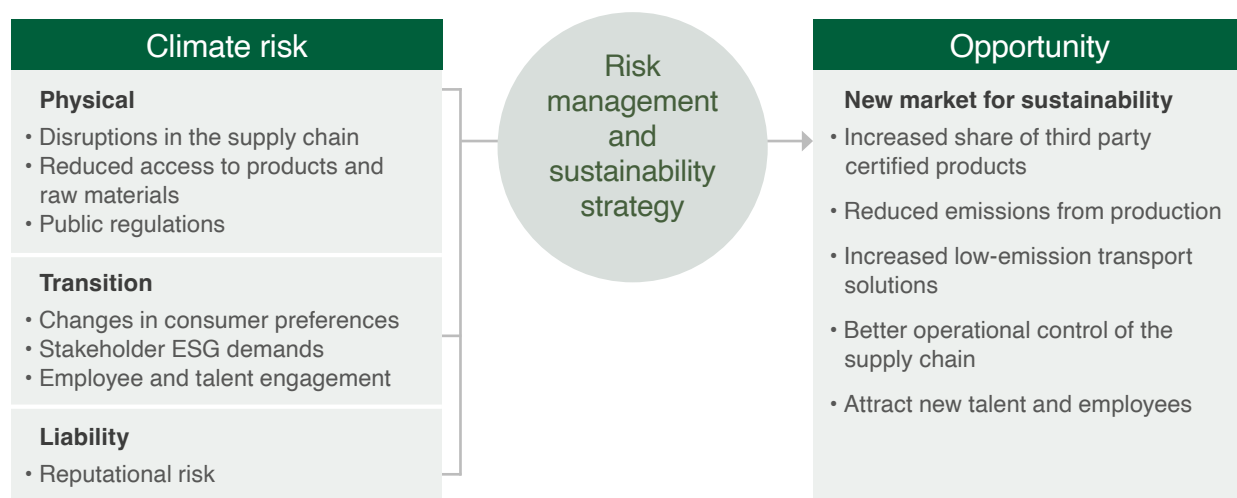 Climate risk
Physical
• Disruptions in the supply chain
• Reduced access to products and
raw materials
• Public regulations
Transition
• Changes in consumer preferences
• Stakeholder ESG demands
• Employee and talent engagement
Liability
• Reputational risk
Risk
management
and
sustainability
strategy
Opportunity
New market for sustainability
• Increased share of third party
certified products
• Reduced emissions from production
• Increased low-emission transport
solutions
• Better operational control of the
supply chain
• Attract new talent and employees